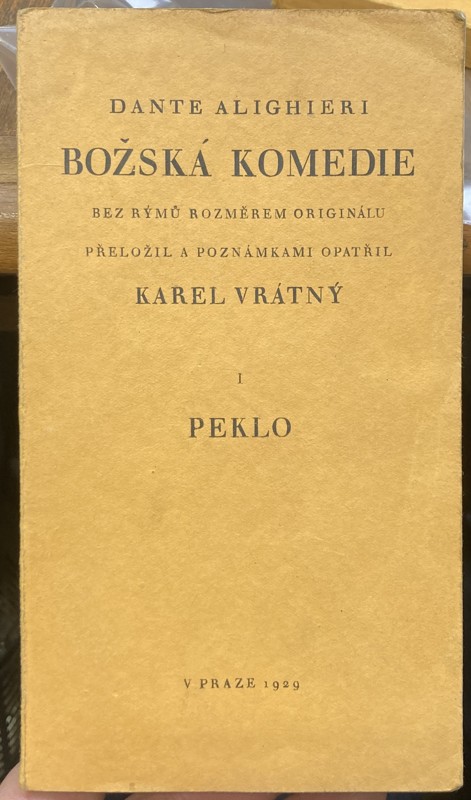 DANTE ALIGHIERI
BOŽSKÁ KOMEDIE
BEZ RÝMŮ ROZMĚREM ORIGINÁLU
PŘELOŽIL A POZNÁMKAMI OPATŘIL
KAREL VRÁTNÝ
I
PEKLO
V PRAZE 1929